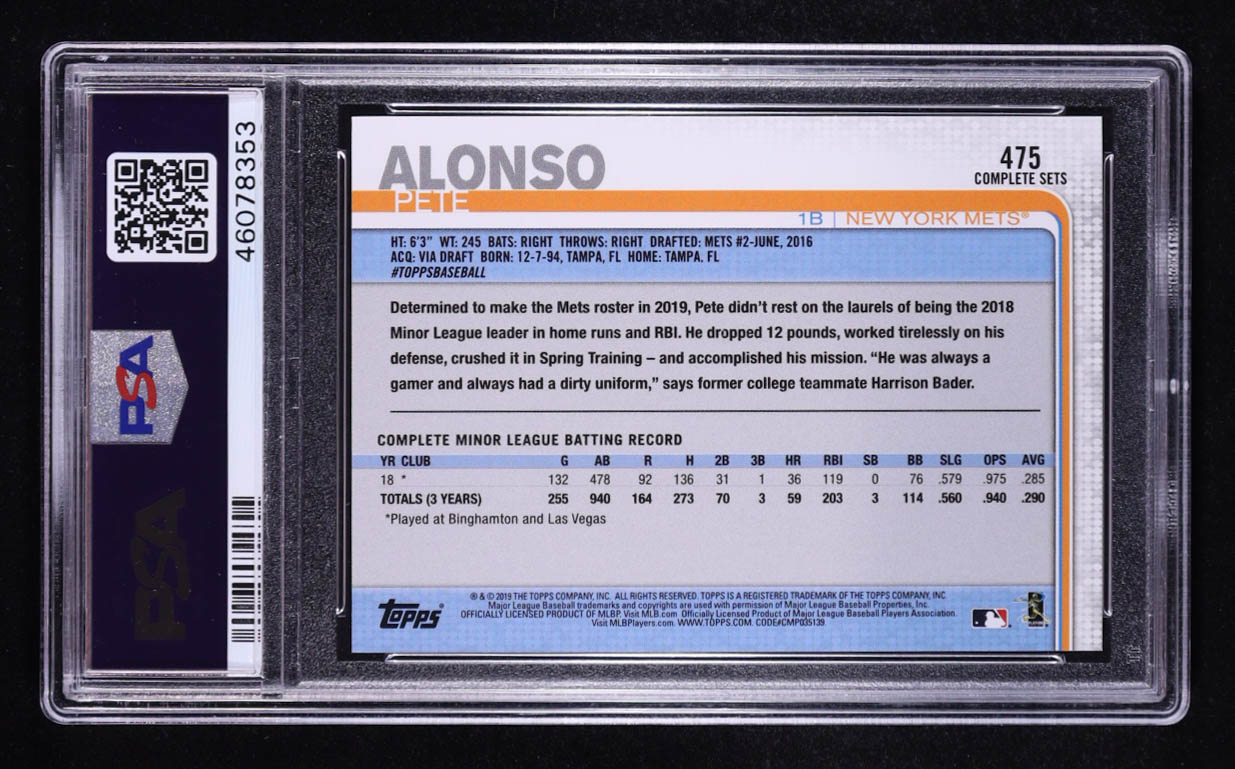 46078353
PSA
PSA
ALONSO
PETE
475
COMPLETE SETS
1B | NEW YORK METS®
HT: 6'3" WT: 245 BATS: RIGHT THROWS: RIGHT DRAFTED: METS #2-JUNE, 2016
ACQ: VIA DRAFT BORN: 12-7-94, TAMPA, FL HOME: TAMPA. FL
#TOPPSBASEBALL
Determined to make the Mets roster in 2019, Pete didn't rest on the laurels of being the 2018
Minor League leader in home runs and RBI. He dropped 12 pounds, worked tirelessly on his
defense, crushed it in Spring Training – and accomplished his mission. "He was always a
gamer and always had a dirty uniform," says former college teammate Harrison Bader.
COMPLETE MINOR LEAGUE BATTING RECORD
YR CLUB G AB R H 2B 3B HR RBI SB BB SLG OPS AVG
18 * 132 478 92 136 31 1 36 119 0 76 .579 .975 .285
TOTALS (3 YEARS) 255 940 164 273 70 3 59 203 3 114 .560 .940 .290
*Played at Binghamton and Las Vegas
Topps®
® & © 2019 THE TOPPS COMPANY, INC. ALL RIGHTS RESERVED. TOPPS IS A REGISTERED TRADEMARK OF THE TOPPS COMPANY, INC.
Major League Baseball trademarks and copyrights are used with permission of Major League Baseball Properties, Inc.
OFFICIALLY LICENSED PRODUCT OF MLBP. Visit MLB.com Officially Licensed Product of Major League Baseball Players Association.
Visit MLBPlayers.com. WWW.TOPPS.COM. CODE#CMP035139